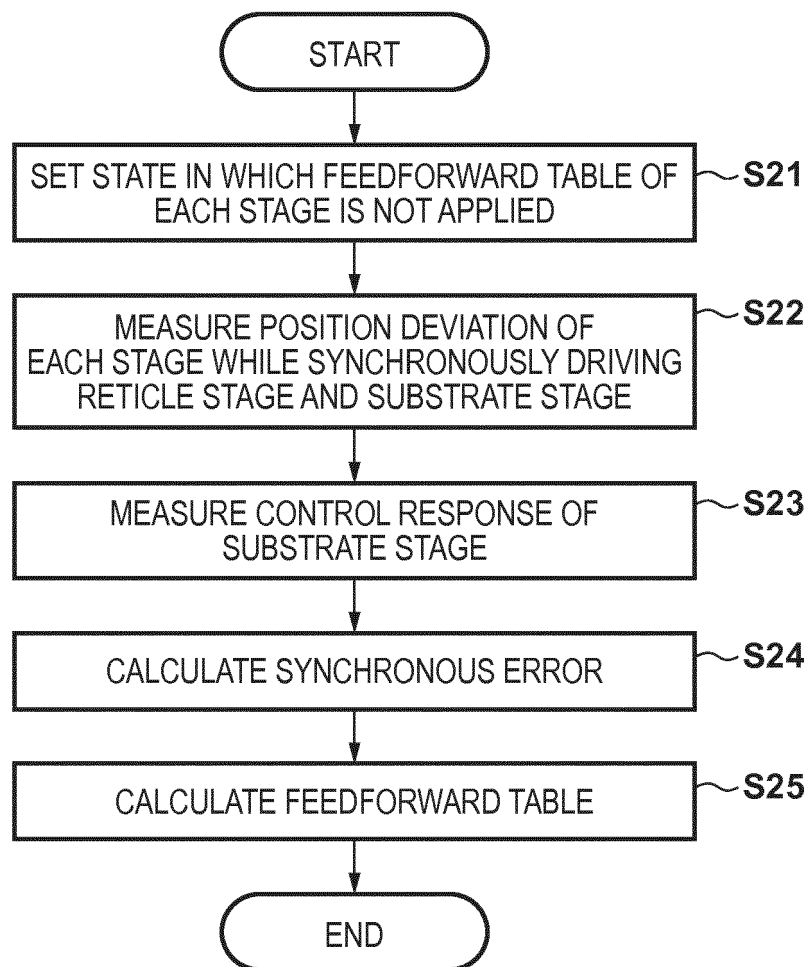 START
SET STATE IN WHICH FEEDFORWARD TABLE OF
EACH STAGE IS NOT APPLIED
S21
MEASURE POSITION DEVIATION OF
EACH STAGE WHILE SYNCHRONOUSLY DRIVING
RETICLE STAGE AND SUBSTRATE STAGE
S22
MEASURE CONTROL RESPONSE OF
SUBSTRATE STAGE
S23
CALCULATE SYNCHRONOUS ERROR
S24
CALCULATE FEEDFORWARD TABLE
S25
END